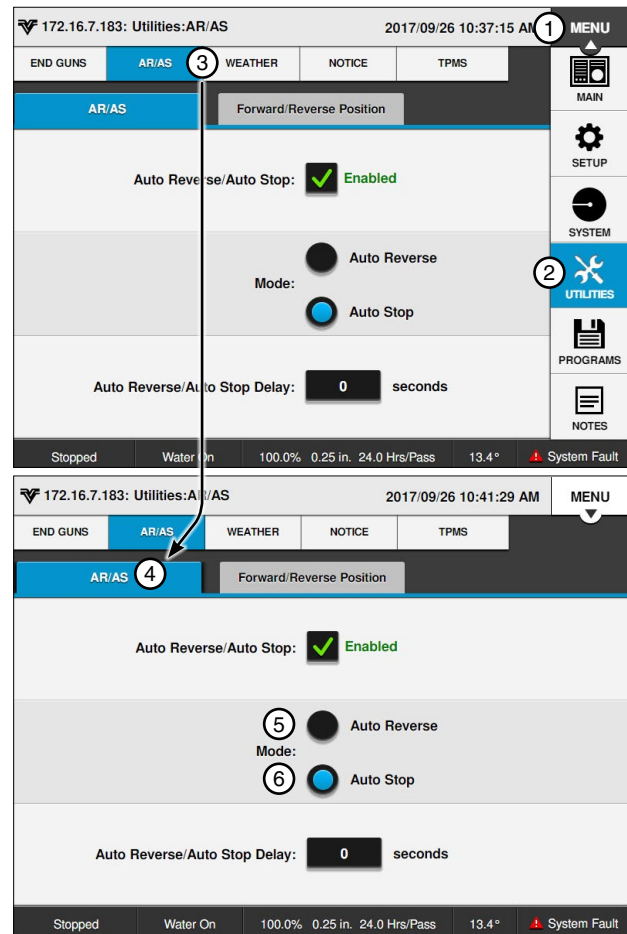 172.16.7.183: Utilities:AR/AS 2017/09/26 10:37:15 AM 1 MENU
END GUNS AR/AS 3 WEATHER NOTICE TPMS
MAIN
AR/AS Forward/Reverse Position
SETUP
Auto Reverse/Auto Stop: Enabled
SYSTEM
Auto Reverse
Mode:
2
UTILITIES
Auto Stop
PROGRAMS
Auto Reverse/Auto Stop Delay: 0 seconds
NOTES
Stopped Water On 100.0% 0.25 in. 24.0 Hrs/Pass 13.4° System Fault
172.16.7.183: Utilities:AR/AS 2017/09/26 10:41:29 AM MENU
END GUNS AR/AS WEATHER NOTICE TPMS
AR/AS 4 Forward/Reverse Position
Auto Reverse/Auto Stop: Enabled
5 Auto Reverse
Mode:
6 Auto Stop
Auto Reverse/Auto Stop Delay: 0 seconds
Stopped Water On 100.0% 0.25 in. 24.0 Hrs/Pass 13.4° System Fault